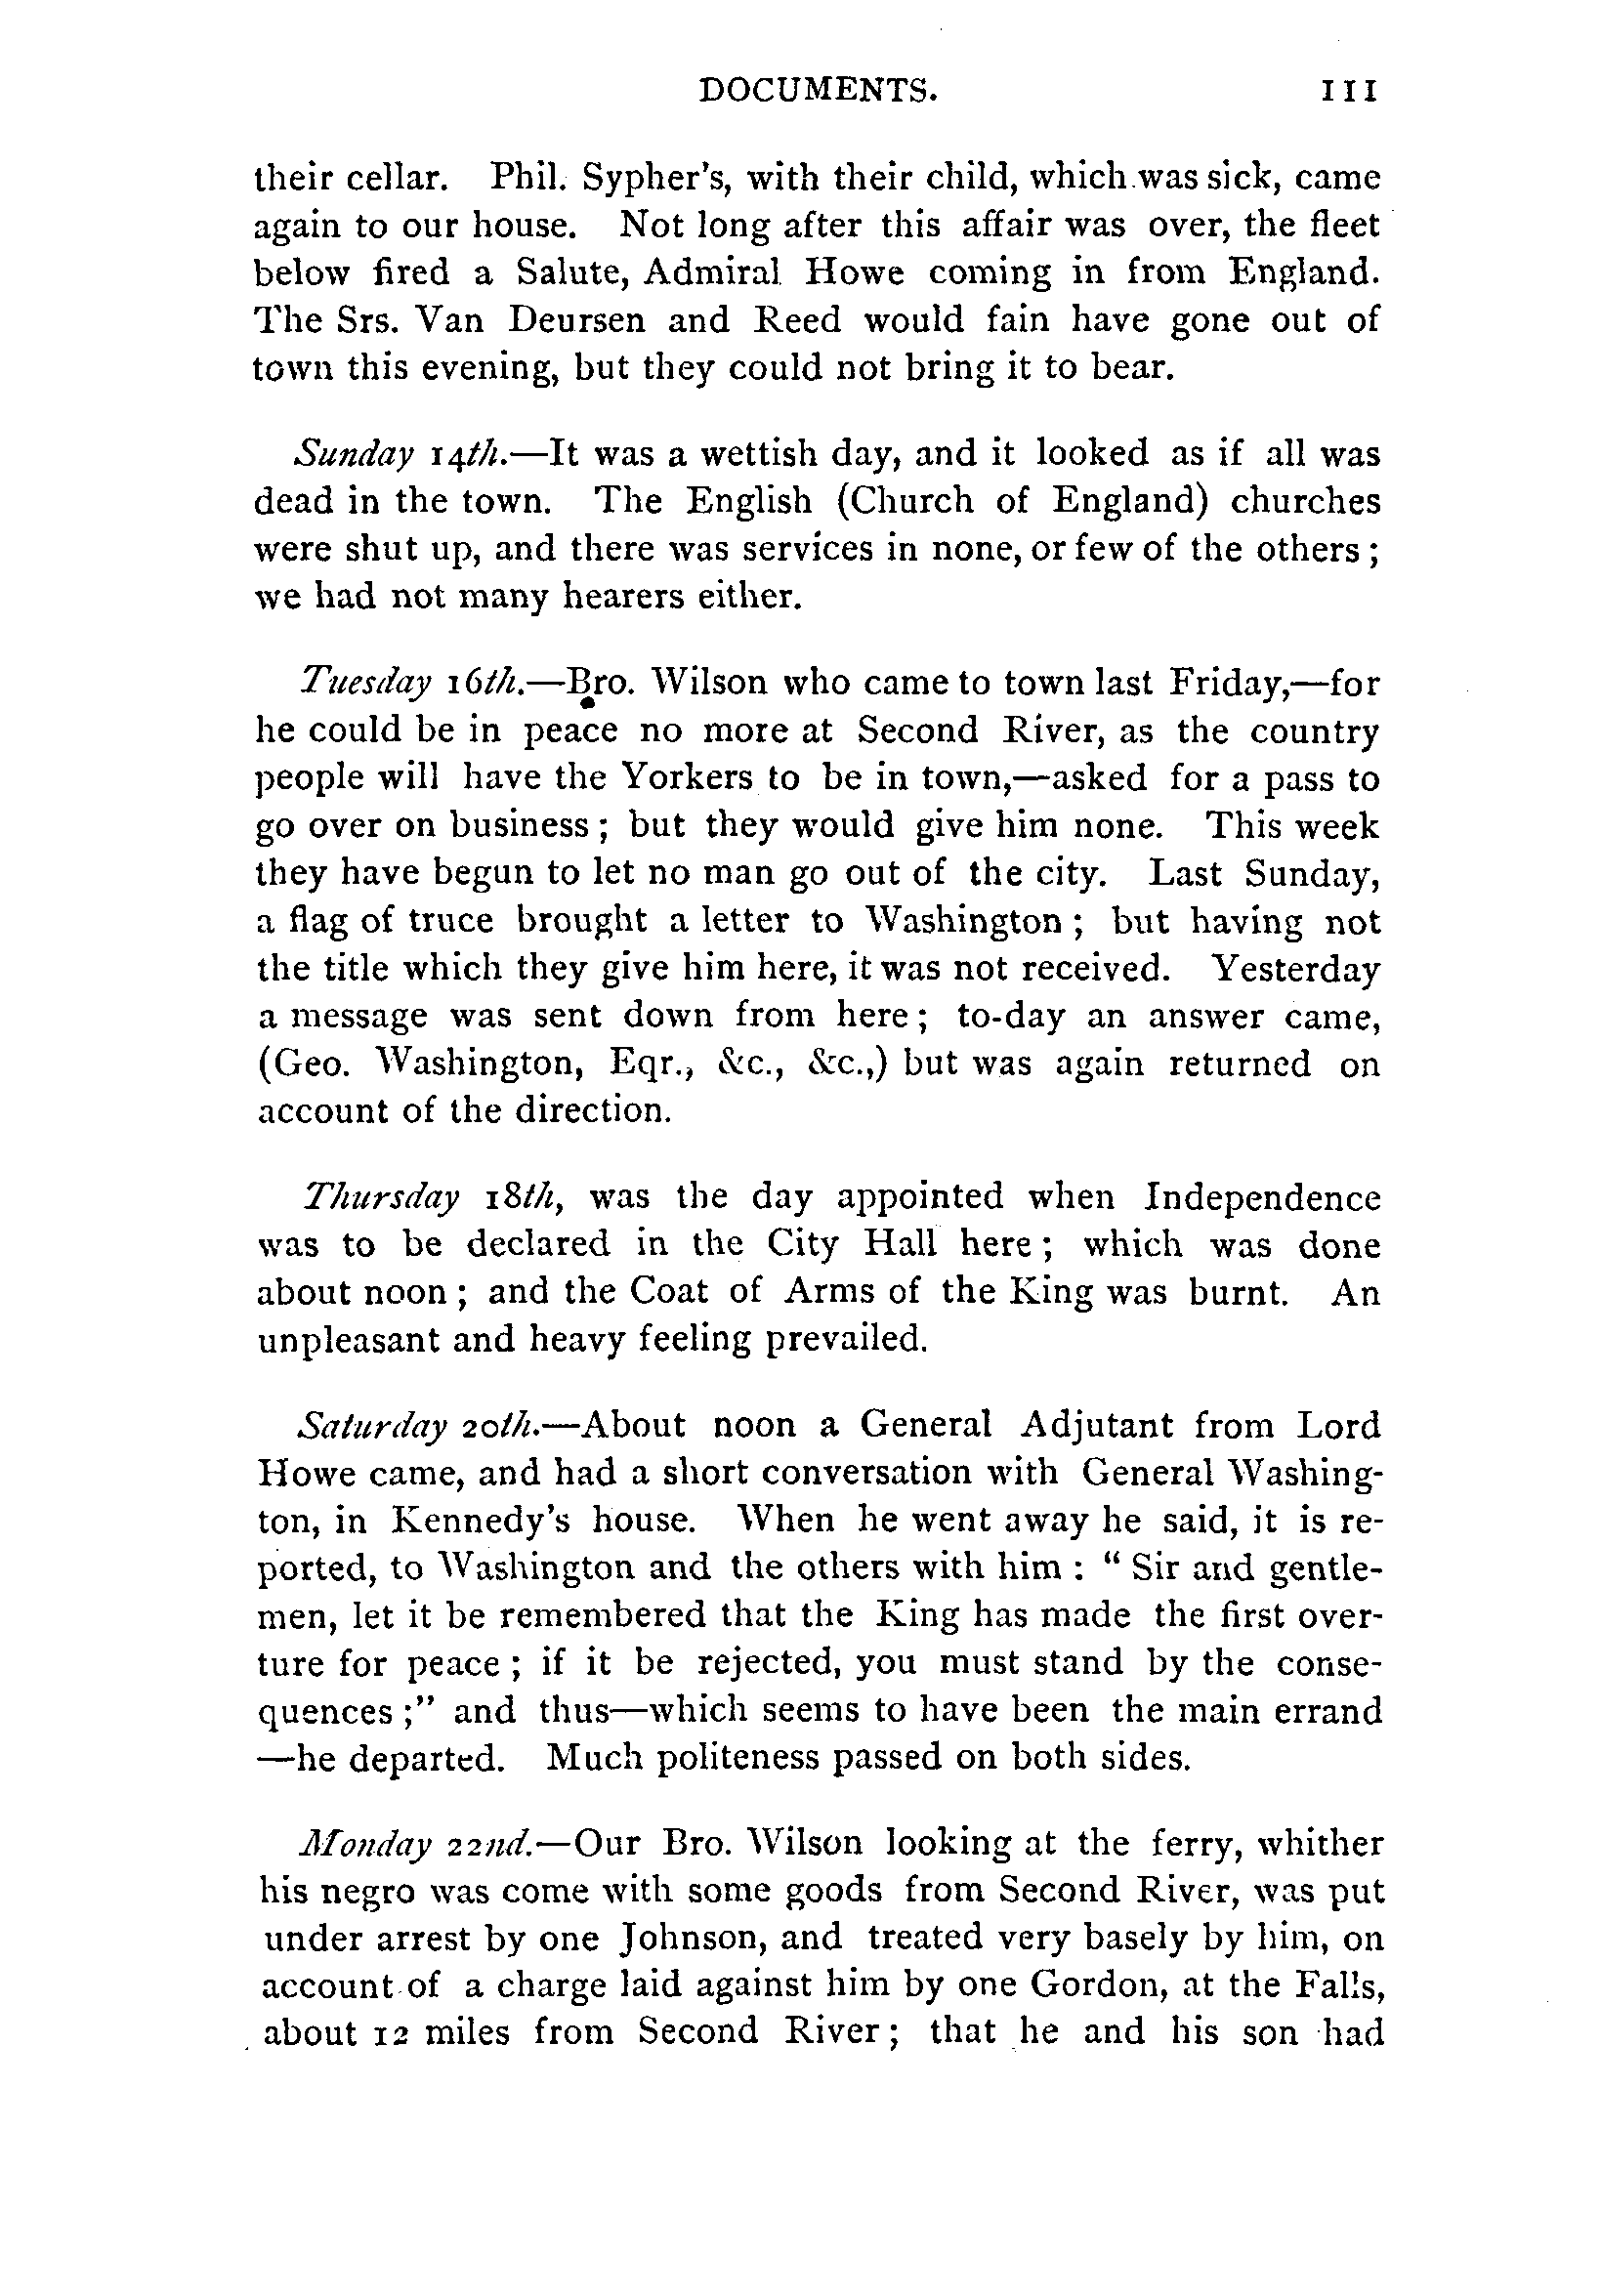 DOCUMENTS. 111
their cellar. Phil. Sypher's, with their child, which was sick, came
again to our house. Not long after this affair was over, the fleet
below fired a Salute, Admiral Howe coming in from England.
The Srs. Van Deursen and Reed would fain have gone out of
town this evening, but they could not bring it to bear.
Sunday 14th.—It was a wettish day, and it looked as if all was
dead in the town. The English (Church of England) churches
were shut up, and there was services in none, or few of the others;
we had not many hearers either.
Tuesday 16th.—Bro. Wilson who came to town last Friday,—for
he could be in peace no more at Second River, as the country
people will have the Yorkers to be in town,—asked for a pass to
go over on business; but they would give him none. This week
they have begun to let no man go out of the city. Last Sunday,
a flag of truce brought a letter to Washington; but having not
the title which they give him here, it was not received. Yesterday
a message was sent down from here; to-day an answer came,
(Geo. Washington, Eqr., &c., &c.,) but was again returned on
account of the direction.
Thursday 18th, was the day appointed when Independence
was to be declared in the City Hall here; which was done
about noon; and the Coat of Arms of the King was burnt. An
unpleasant and heavy feeling prevailed.
Saturday 20th.—About noon a General Adjutant from Lord
Howe came, and had a short conversation with General Washing-
ton, in Kennedy's house. When he went away he said, it is re-
ported, to Washington and the others with him: "Sir and gentle-
men, let it be remembered that the King has made the first over-
ture for peace; if it be rejected, you must stand by the conse-
quences;" and thus—which seems to have been the main errand
—he departed. Much politeness passed on both sides.
Monday 22nd.—Our Bro. Wilson looking at the ferry, whither
his negro was come with some goods from Second River, was put
under arrest by one Johnson, and treated very basely by him, on
account of a charge laid against him by one Gordon, at the Falls,
about 12 miles from Second River; that he and his son had